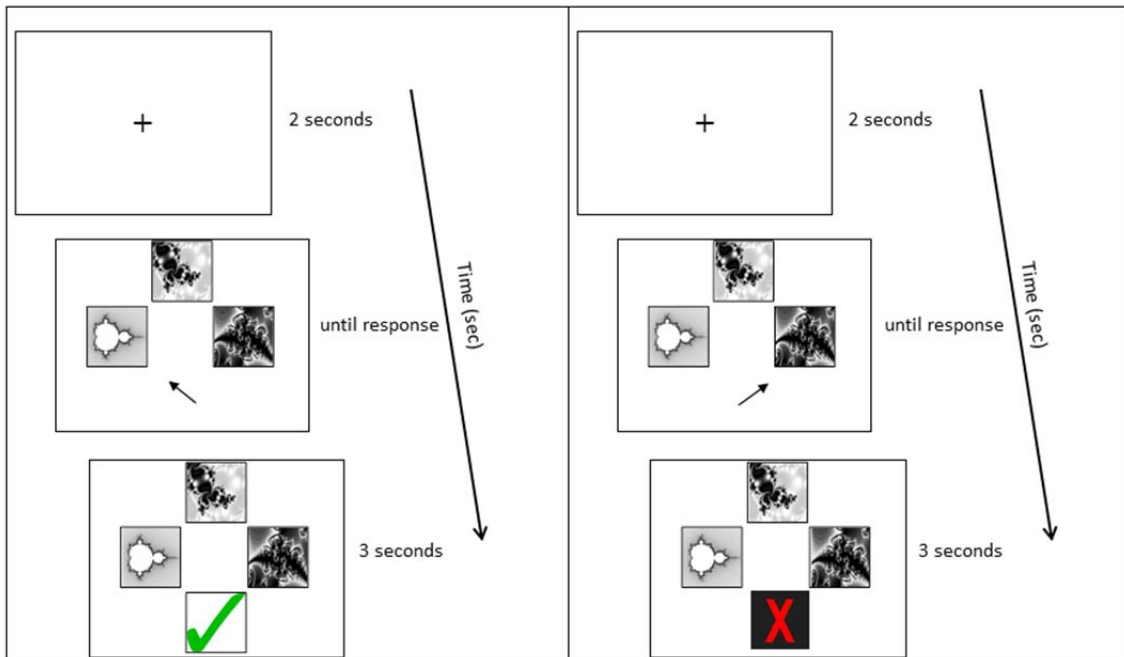 2 seconds
until response
Time (sec)
3 seconds
2 seconds
until response
Time (sec)
3 seconds
X